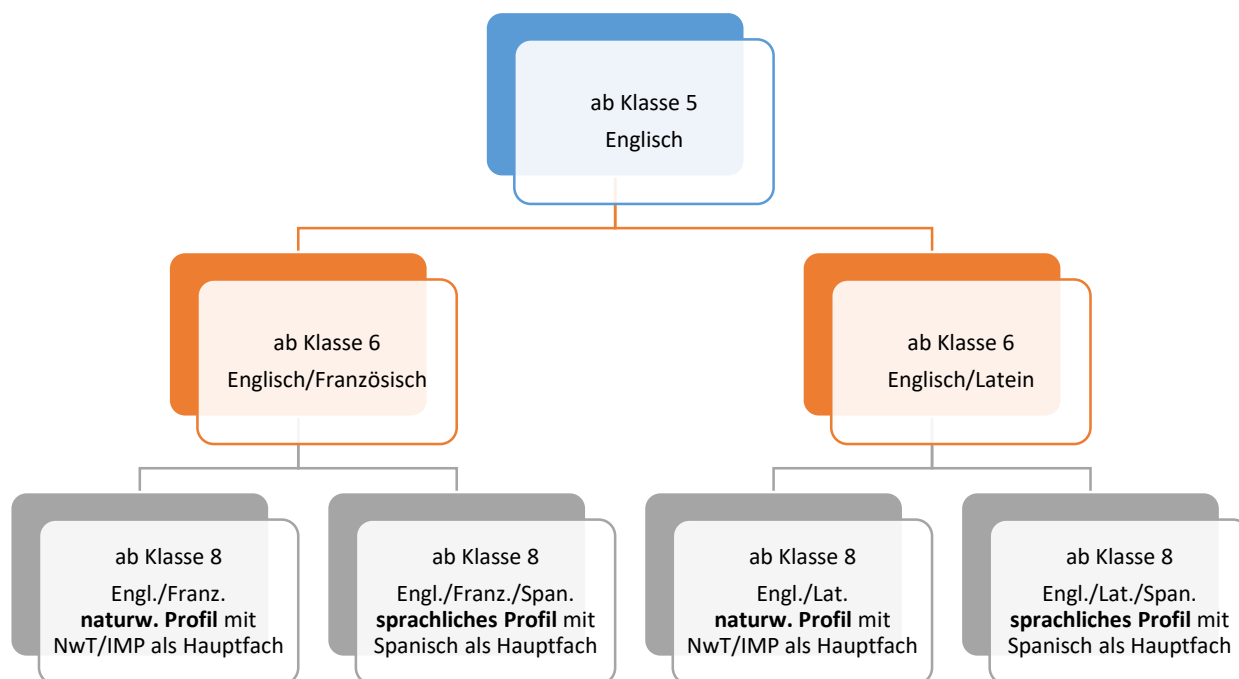 ab Klasse 5
Englisch
ab Klasse 6
Englisch/Französisch
ab Klasse 6
Englisch/Latein
ab Klasse 8
Engl./Franz.
naturw. Profil mit
NwT/IMP als Hauptfach
ab Klasse 8
Engl./Franz./Span.
sprachliches Profil mit
Spanisch als Hauptfach
ab Klasse 8
Engl./Lat.
naturw. Profil mit
NwT/IMP als Hauptfach
ab Klasse 8
Engl./Lat./Span.
sprachliches Profil mit
Spanisch als Hauptfach